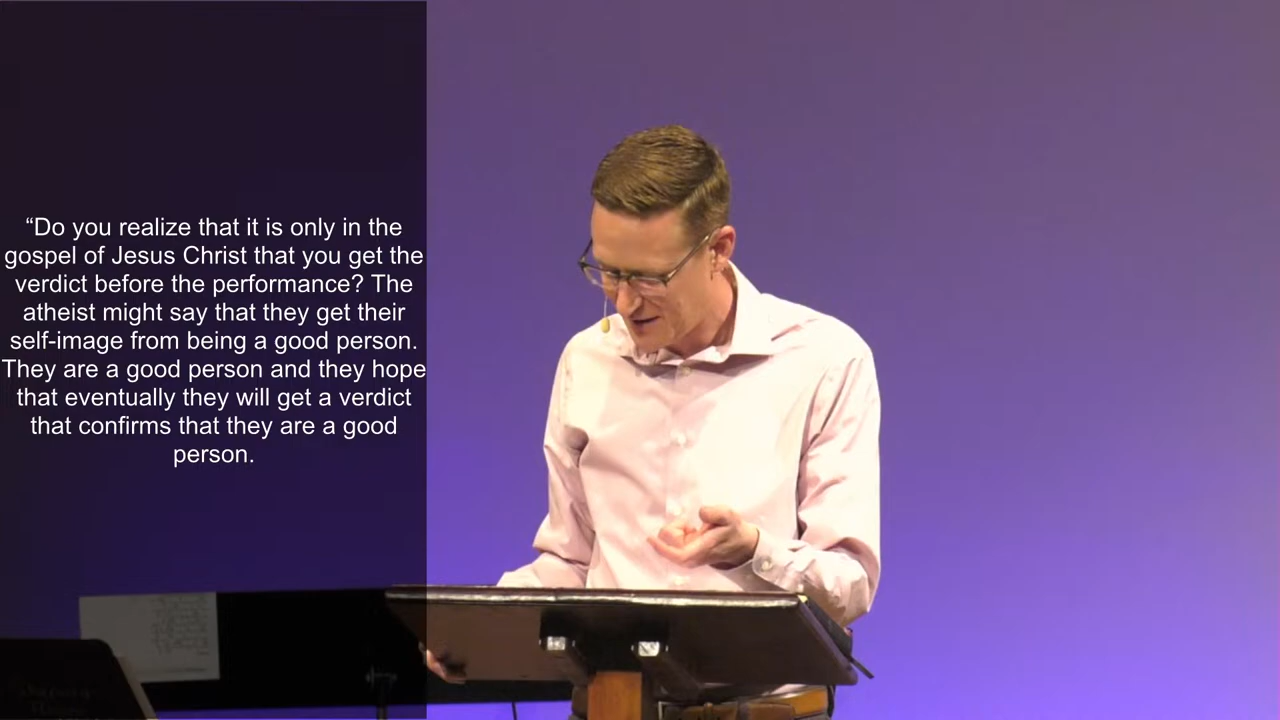 “Do you realize that it is only in the
gospel of Jesus Christ that you get the
verdict before the performance? The
atheist might say that they get their
self-image from being a good person.
They are a good person and they hope
that eventually they will get a verdict
that confirms that they are a good
person.